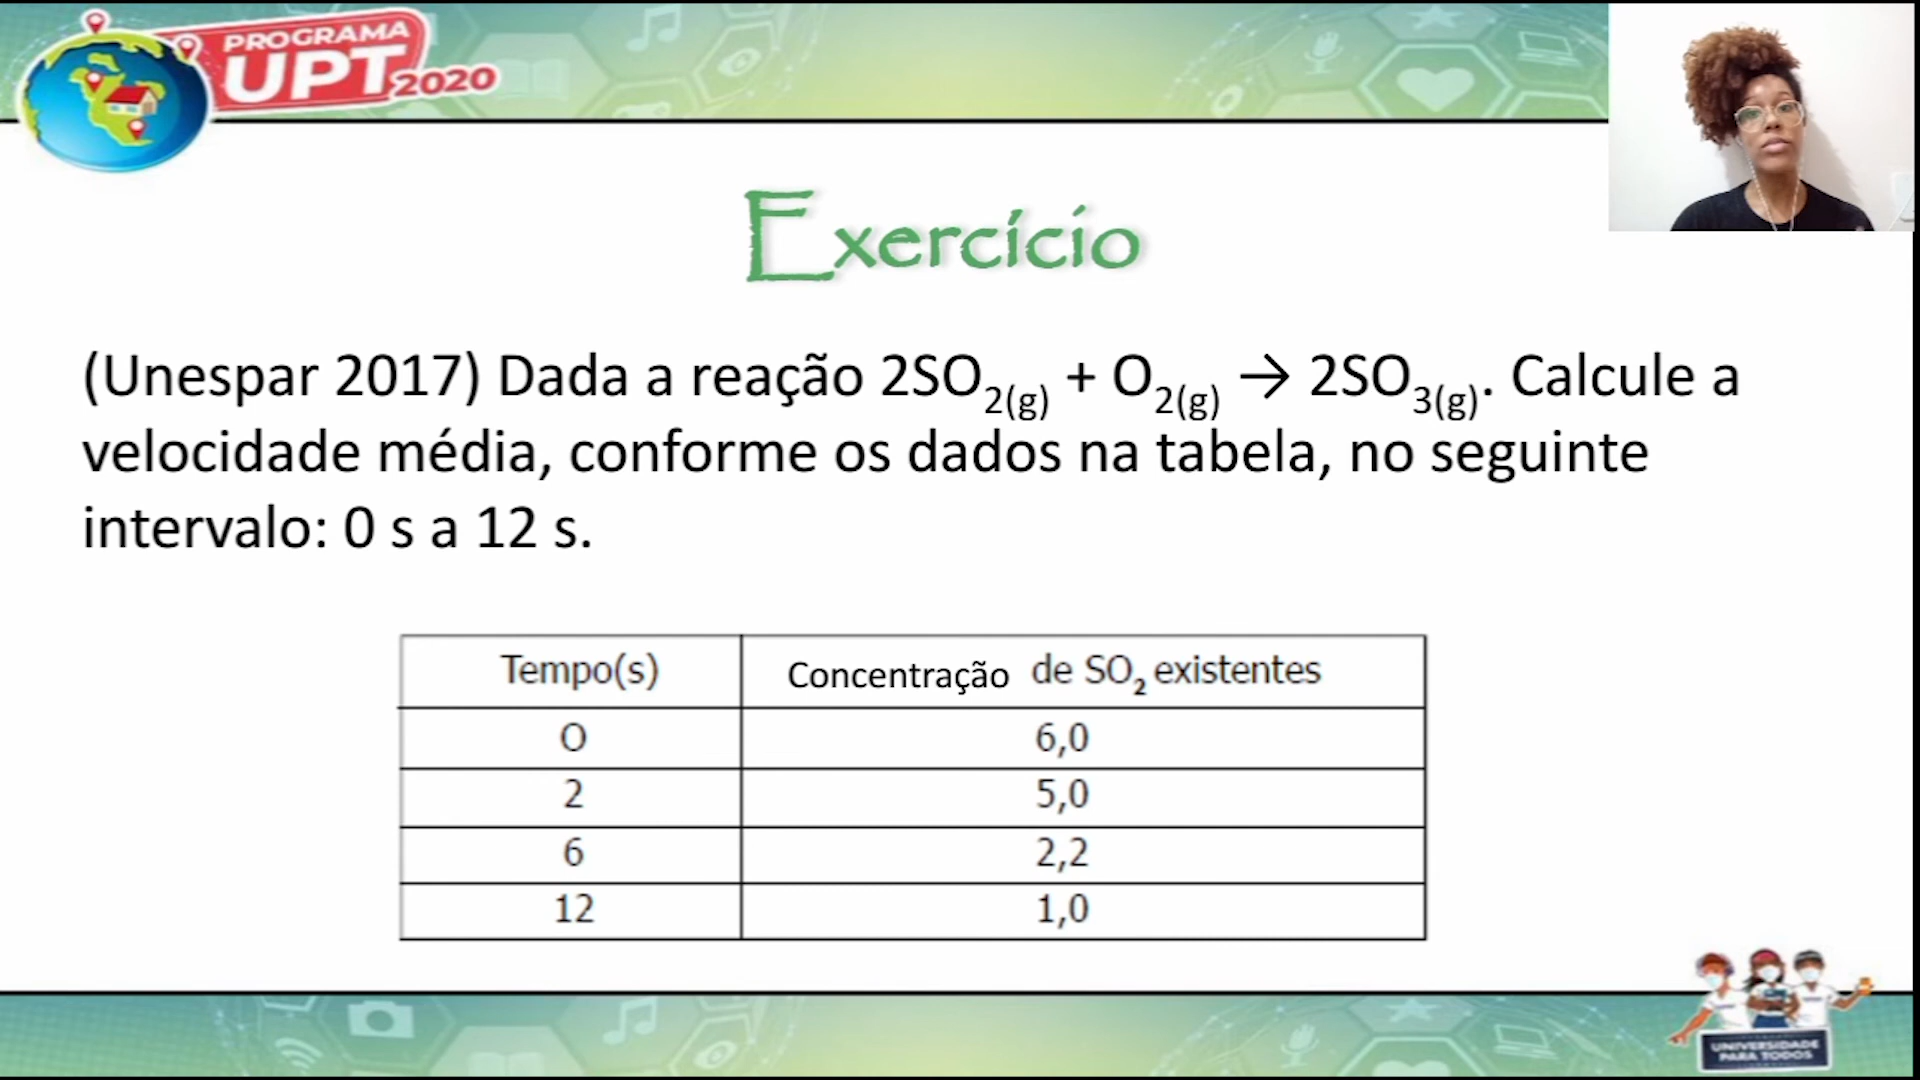 PROGRAMA
UPT 2020
Exercício
(Unespar 2017) Dada a reação 2SO2(g) + O2(g) → 2SO3(g). Calcule a
velocidade média, conforme os dados na tabela, no seguinte
intervalo: 0 s a 12 s.
Tempo(s) Concentração de SO2 existentes
0 6,0
2 5,0
6 2,2
12 1,0
UNIVERSIDADE
PARA TODOS